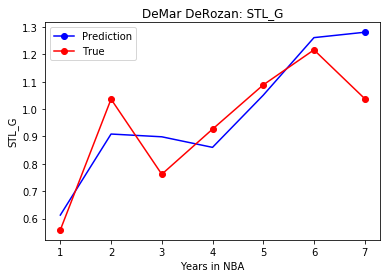 DeMar DeRozan: STL_G
Prediction
True
1.3
1.2
1.1
1.0
0.9
0.8
0.7
0.6
STL_G
1 2 3 4 5 6 7
Years in NBA